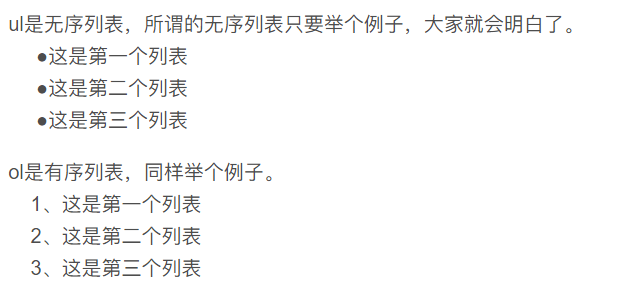 ul是无序列表，所谓的无序列表只要举个例子，大家就会明白了。
●这是第一个列表
●这是第二个列表
●这是第三个列表
ol是有序列表，同样举个例子。
1、这是第一个列表
2、这是第二个列表
3、这是第三个列表